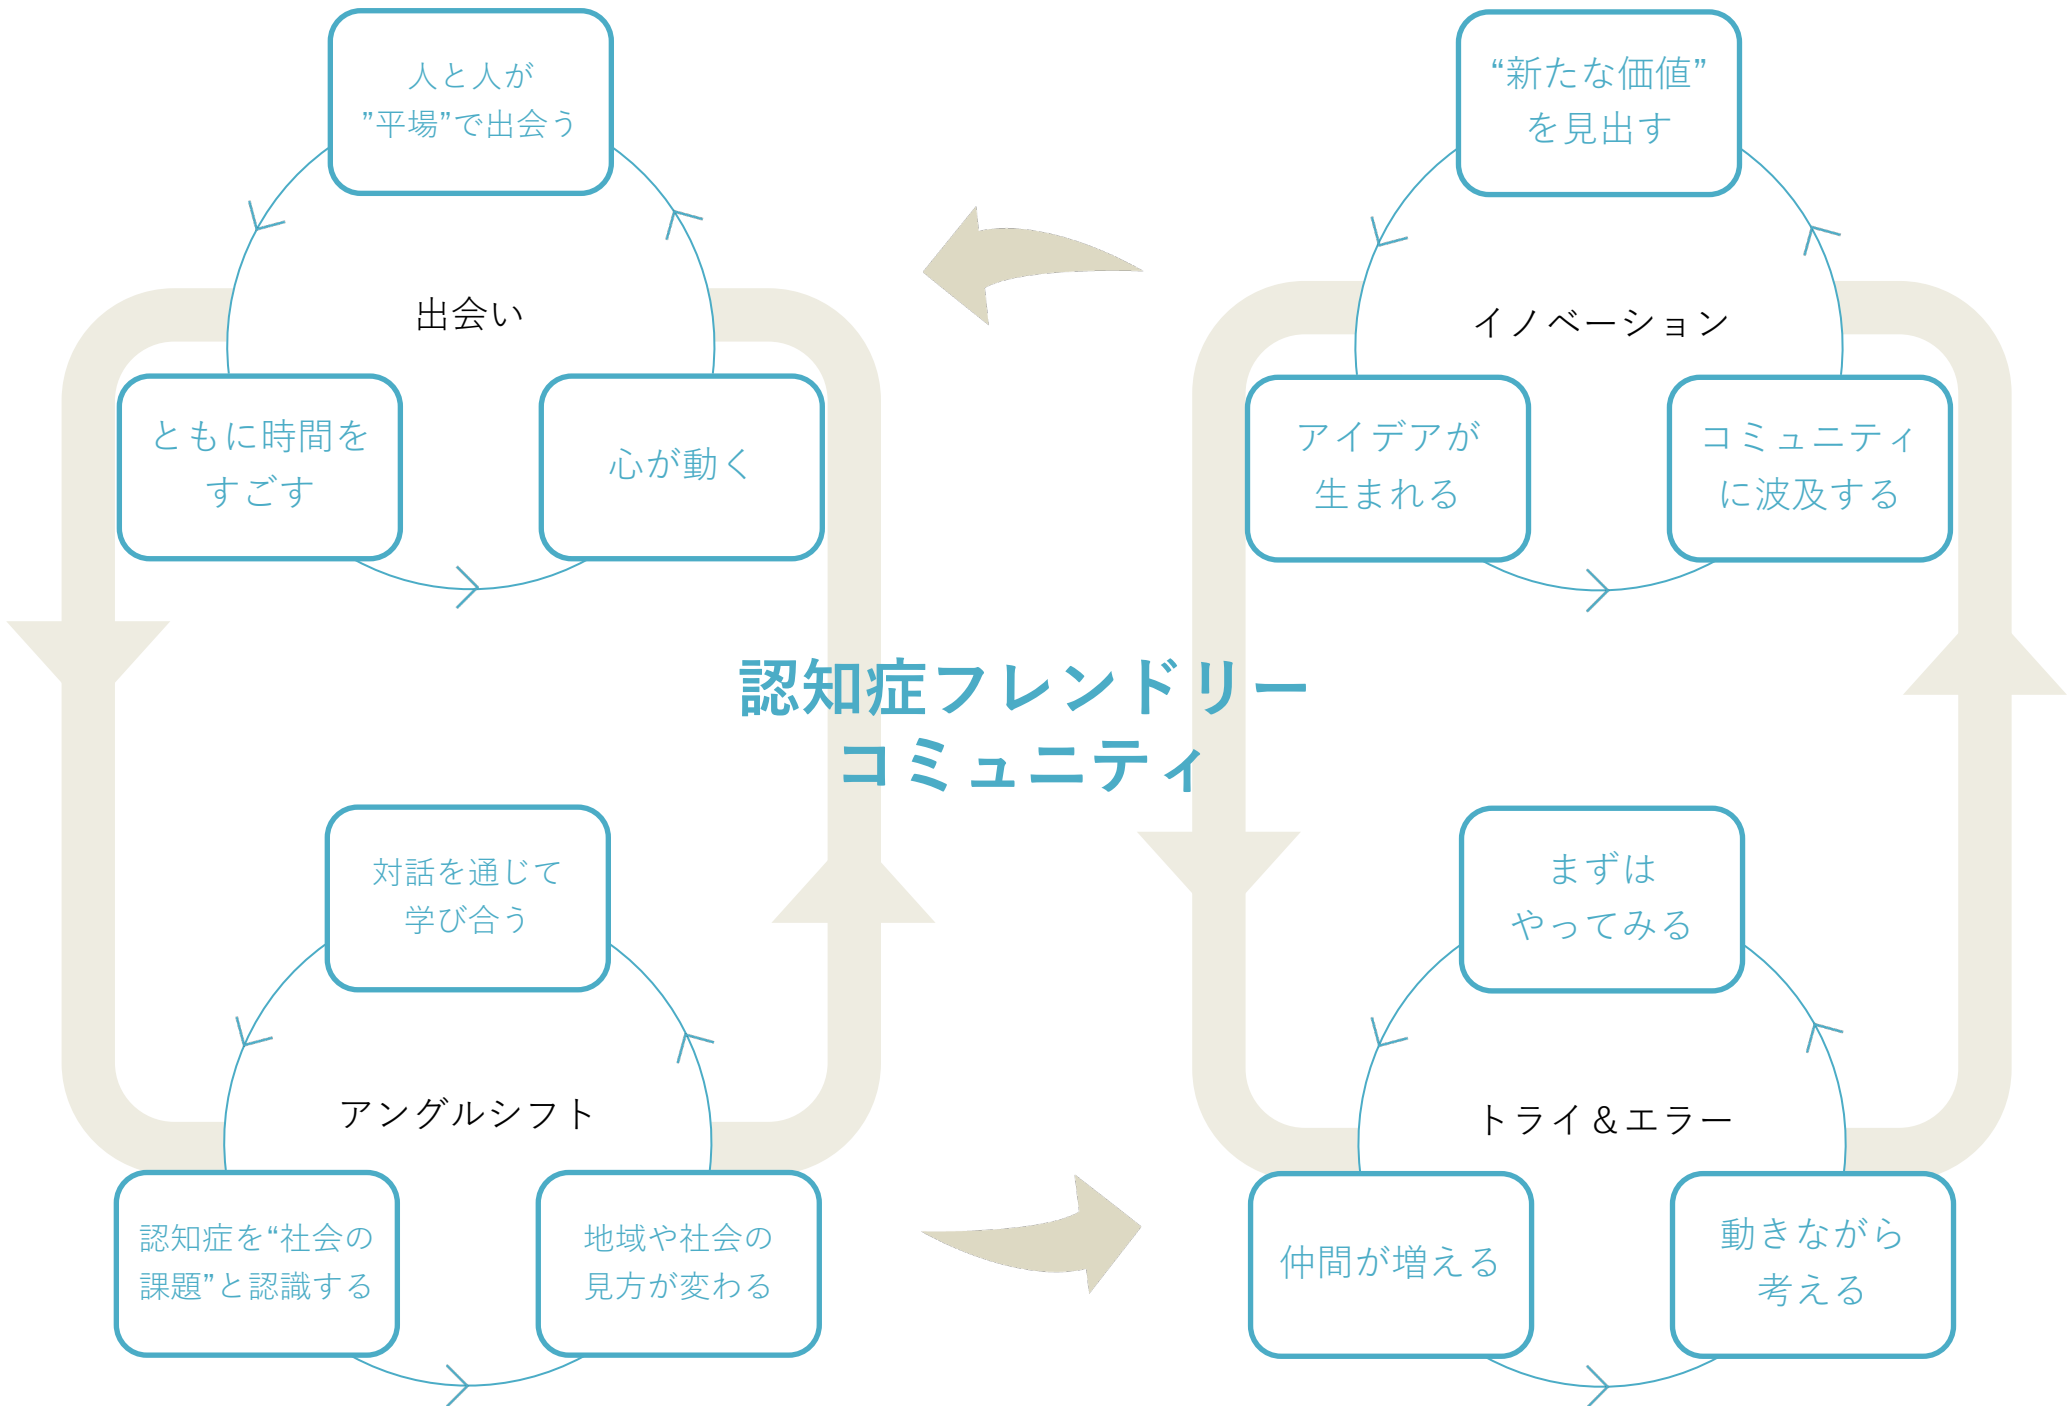 人と人が
”平場”で出会う
出会い
ともに時間を
すごす
心が動く
“新たな価値”
を見出す
イノベーション
アイデアが
生まれる
コミュニティ
に波及する
認知症フレンドリー
コミュニティ
対話を通じて
学び合う
アングルシフト
認知症を“社会の
課題”と認識する
地域や社会の
見方が変わる
まずは
やってみる
トライ＆エラー
仲間が増える
動きながら
考える